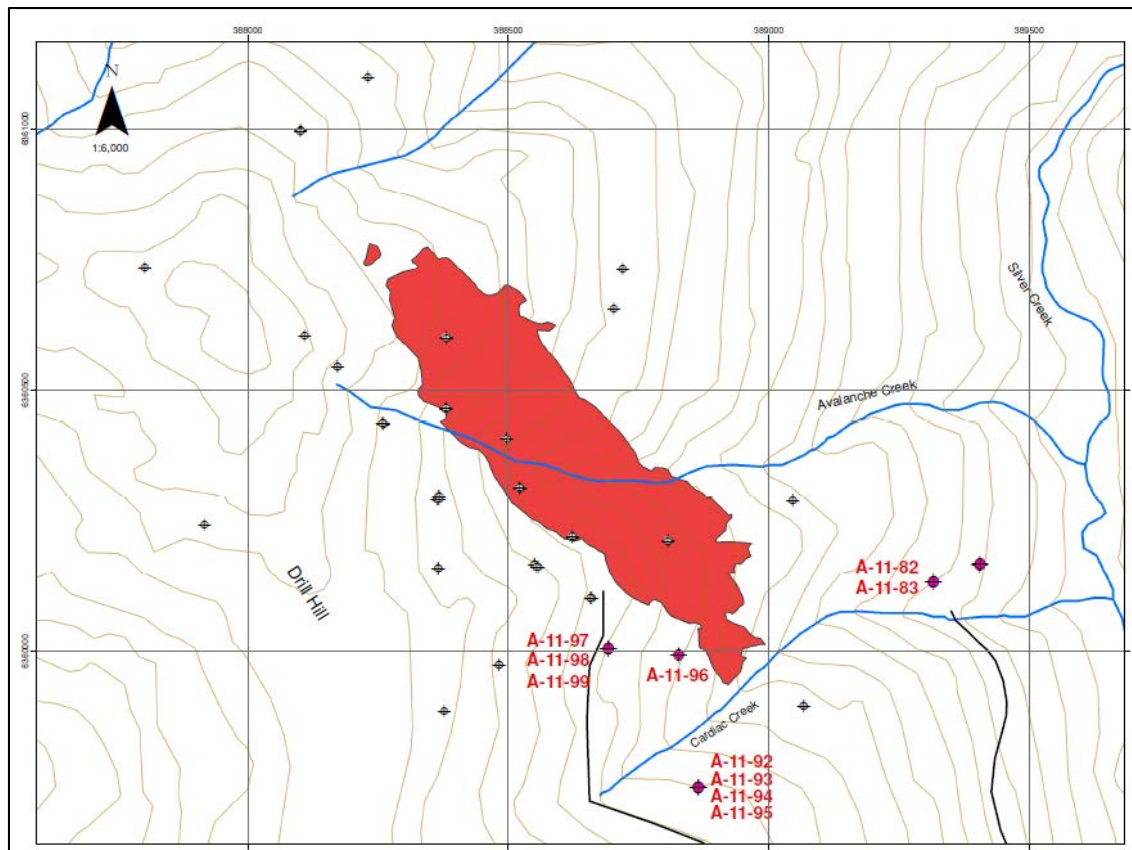 388000
388500
389000
389500
N
1:6,000
6361000
Silver Creek
6360500
Avalanche Creek
Drill Hill
A-11-82
A-11-83
6360000
A-11-97
A-11-98
A-11-99
A-11-96
Cardiac Creek
A-11-92
A-11-93
A-11-94
A-11-95